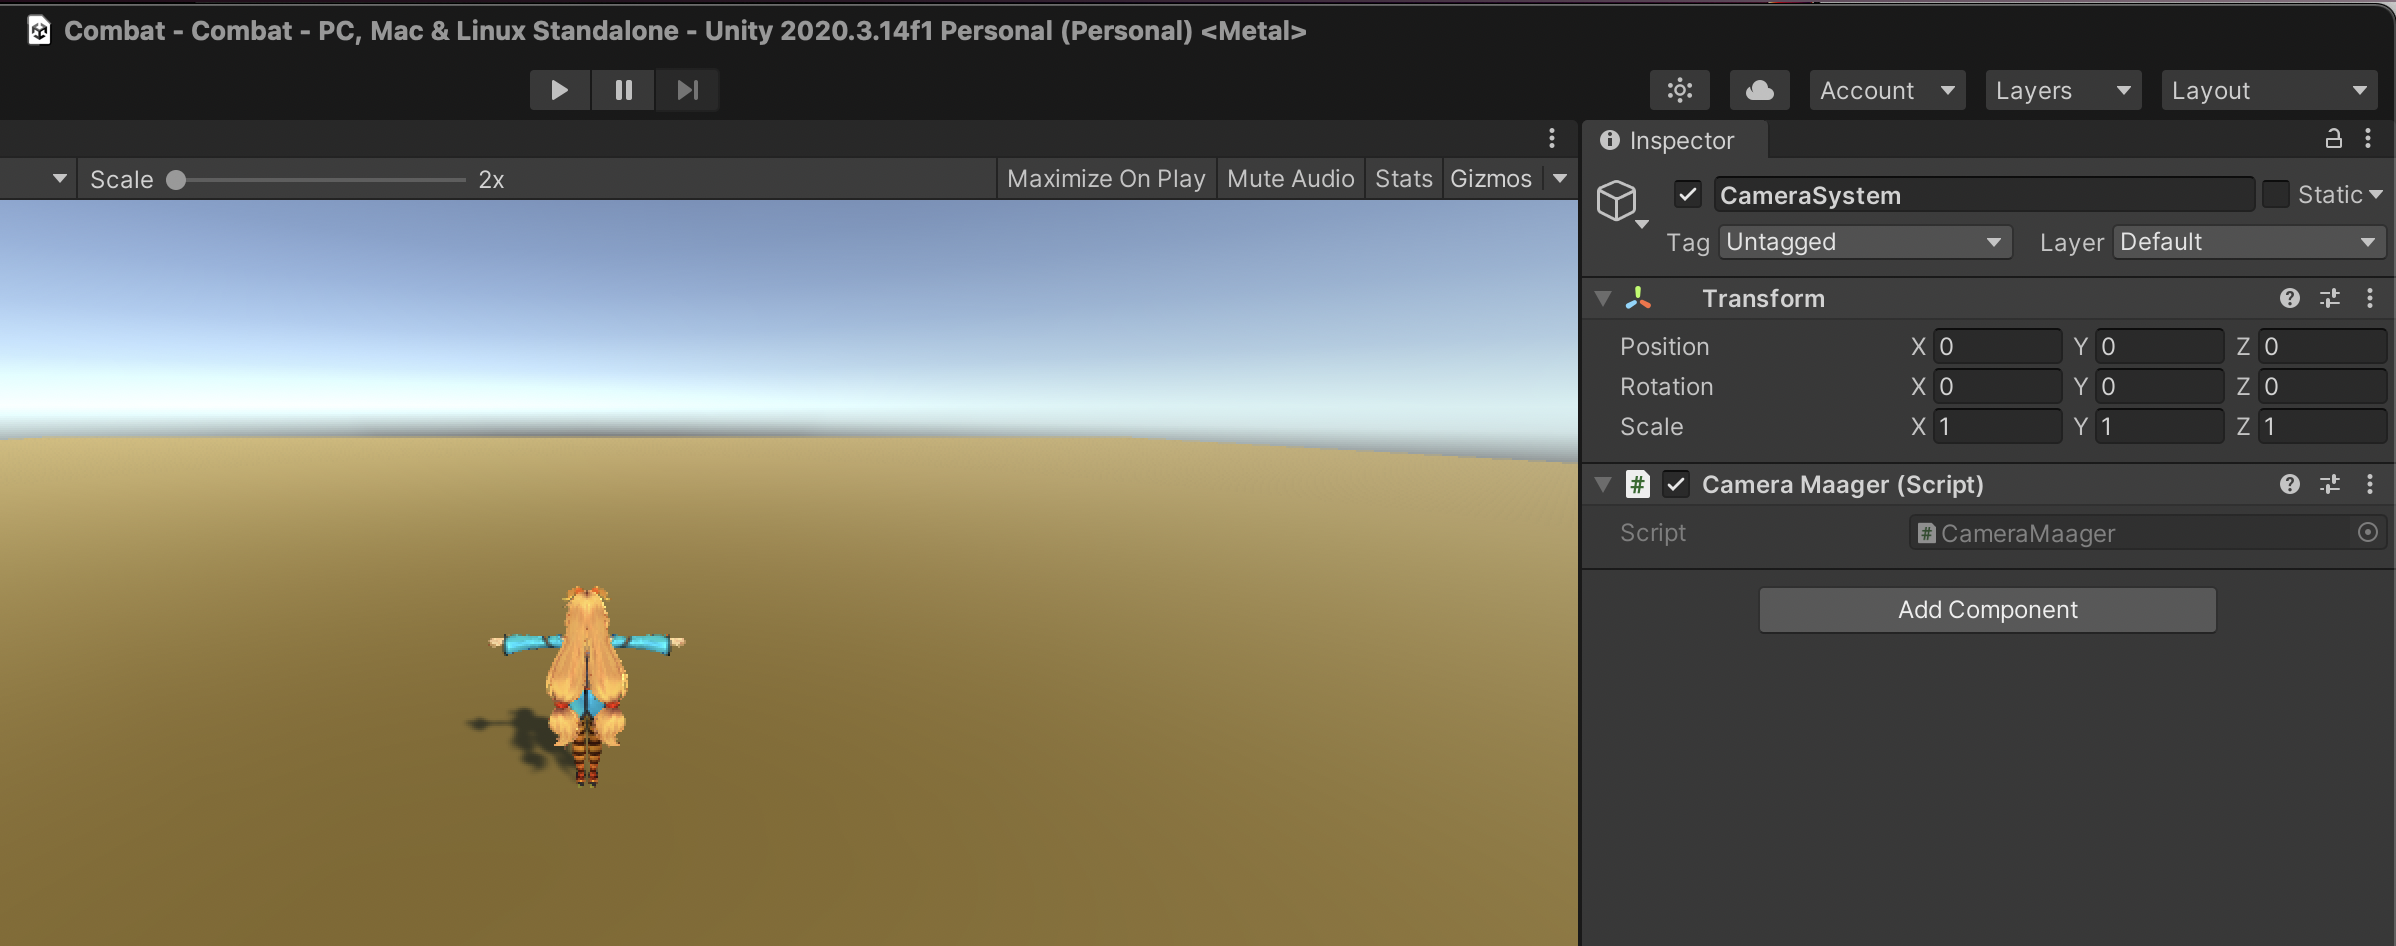 Combat - Combat - PC, Mac & Linux Standalone - Unity 2020.3.14f1 Personal (Personal) <Metal>
Account Layers Layout
Inspector
Scale 2x Maximize On Play Mute Audio Stats Gizmos
CameraSystem Static
Tag Untagged Layer Default
Transform
Position X 0 Y 0 Z 0
Rotation X 0 Y 0 Z 0
Scale X 1 Y 1 Z 1
# Camera Maager (Script)
Script # CameraMaager
Add Component